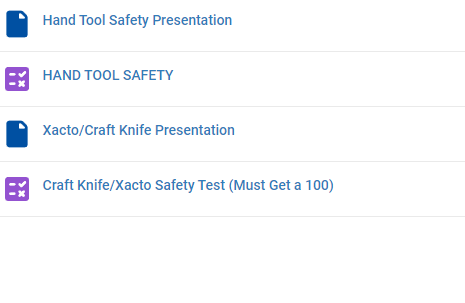 Hand Tool Safety Presentation
HAND TOOL SAFETY
Xacto/Craft Knife Presentation
Craft Knife/Xacto Safety Test (Must Get a 100)